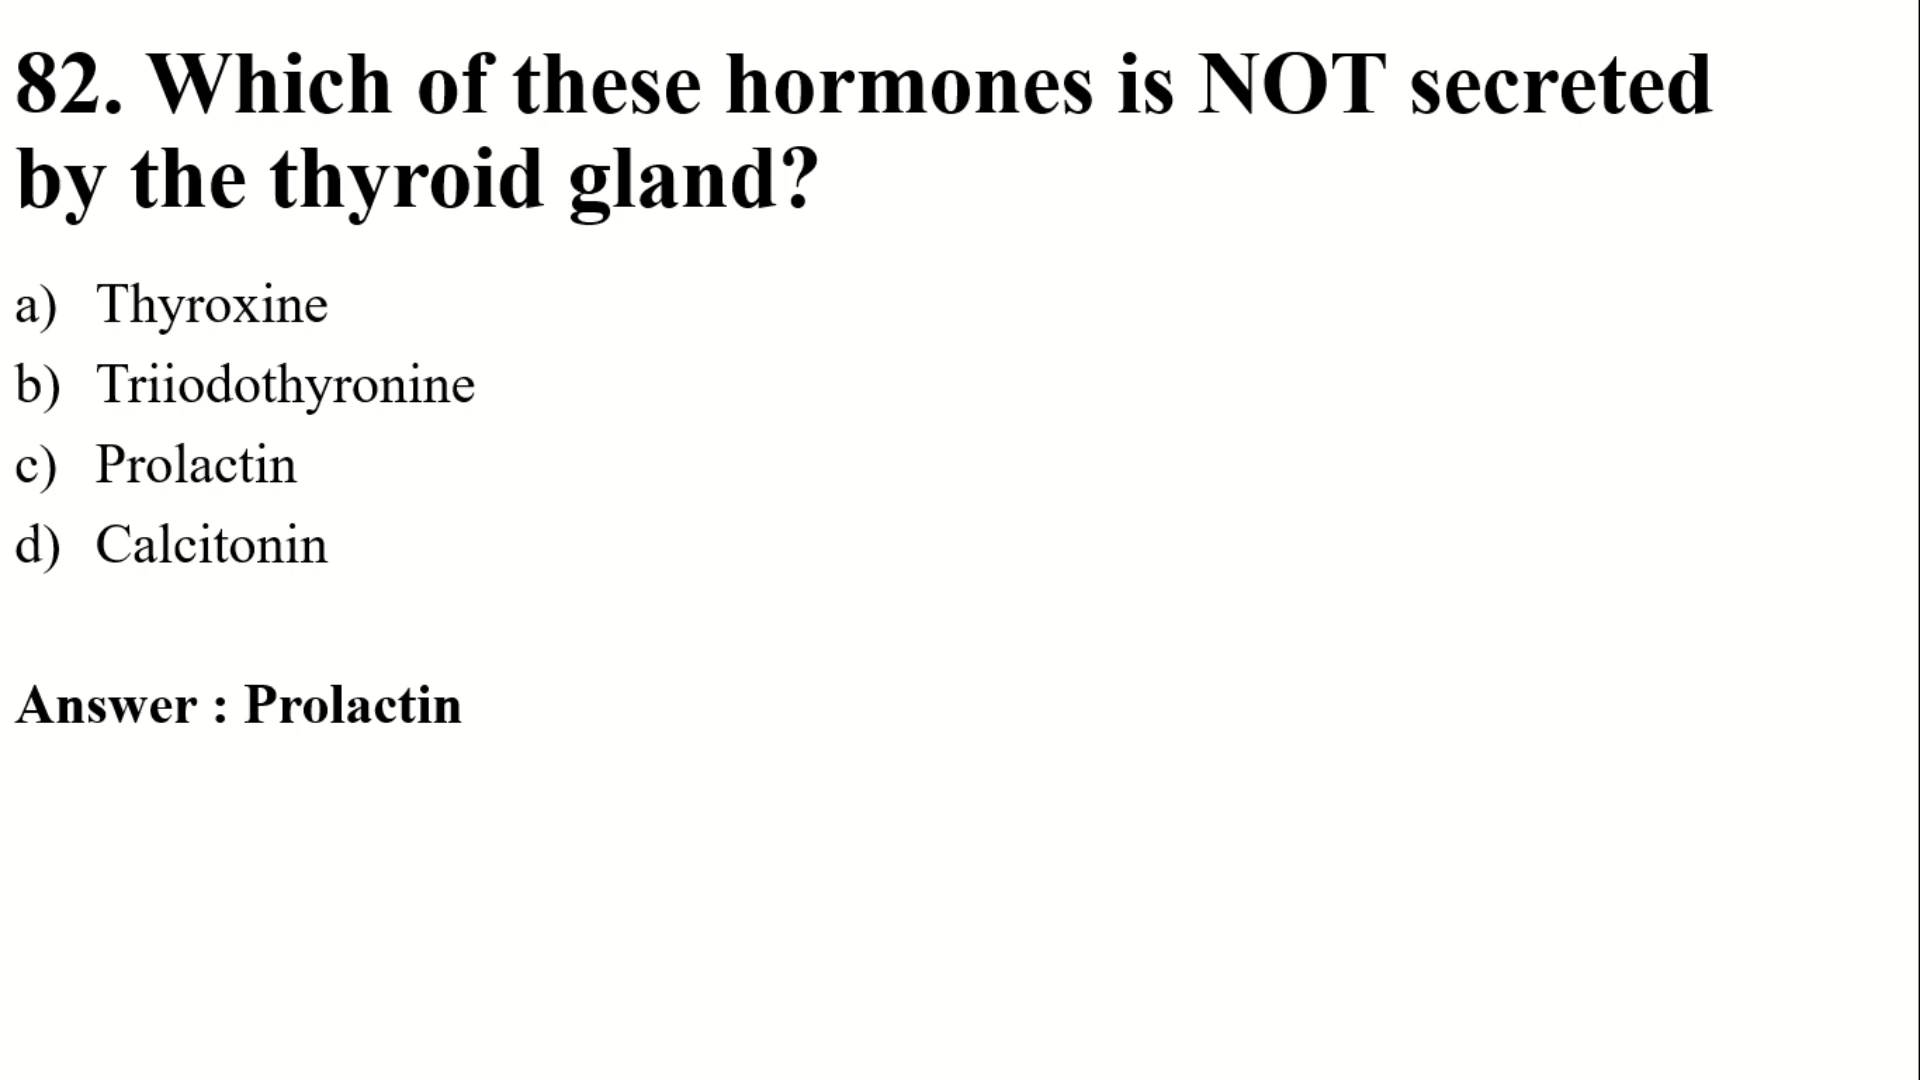 82. Which of these hormones is NOT secreted
by the thyroid gland?
a) Thyroxine
b) Triiodothyronine
c) Prolactin
d) Calcitonin
Answer : Prolactin